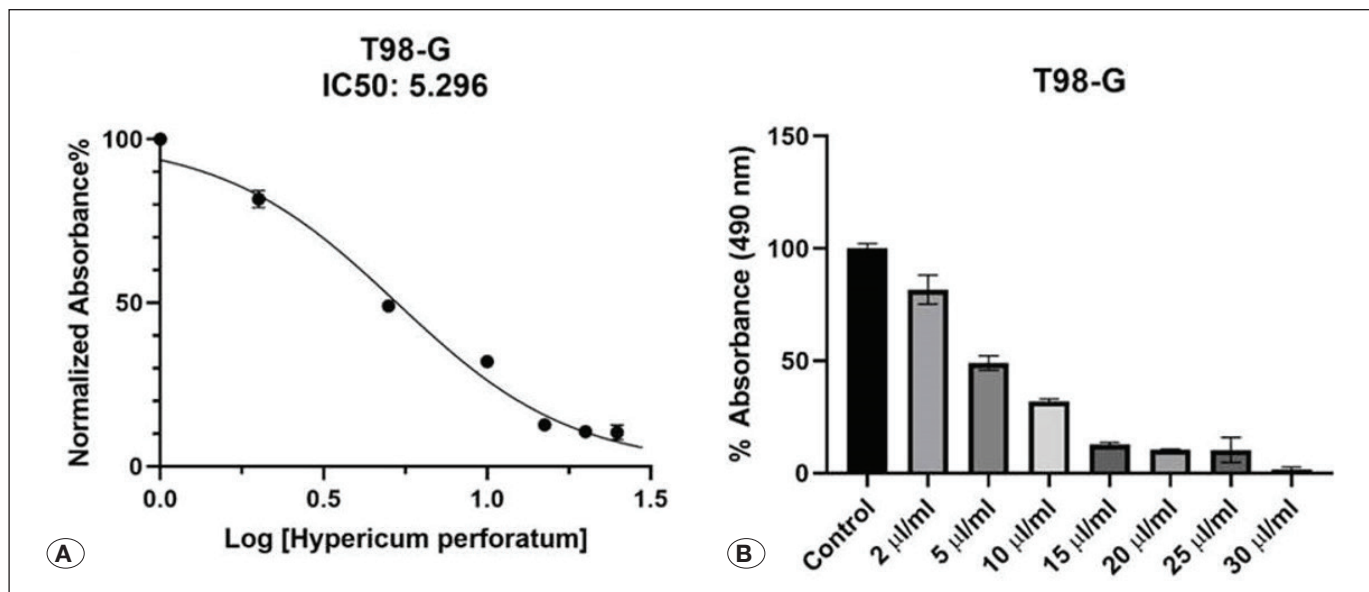 T98-G
IC50: 5.296
Normalized Absorbance%
100
50
0
0.0
0.5
1.0
1.5
Log [Hypericum perforatum]
A
T98-G
% Absorbance (490 nm)
150
100
50
0
Control
2 µl/ml
5 µl/ml
10 µl/ml
15 µl/ml
20 µl/ml
25 µl/ml
30 µl/ml
B